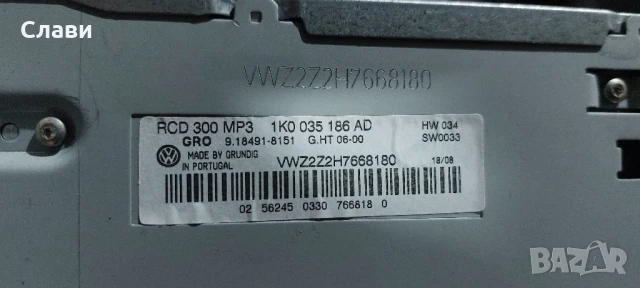 Слави
VWZ2Z2H7668180
RCD 300 MP3 1K0 035 186 AD HW 034
GRO 9.18491-8151 G.HT 06-00 SW0033
MADE BY GRUNDIG
IN PORTUGAL
VWZ2Z2H7668180 18/08
02 56245 0330 766818 0
BAZAR